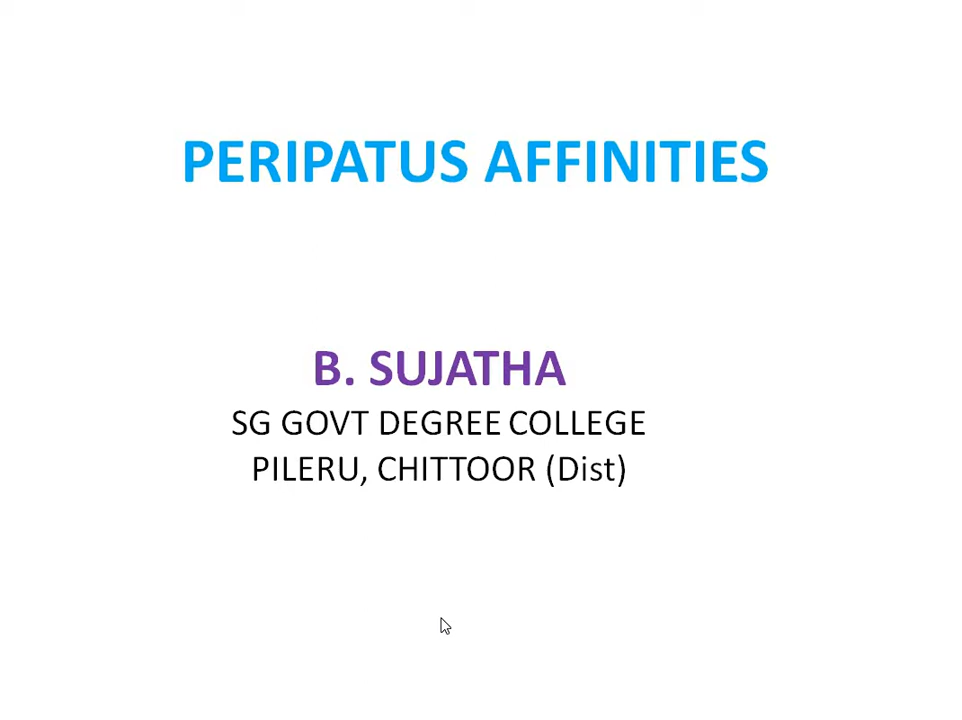 PERIPATUS AFFINITIES
B. SUJATHA
SG GOVT DEGREE COLLEGE
PILERU, CHITTOOR (Dist)